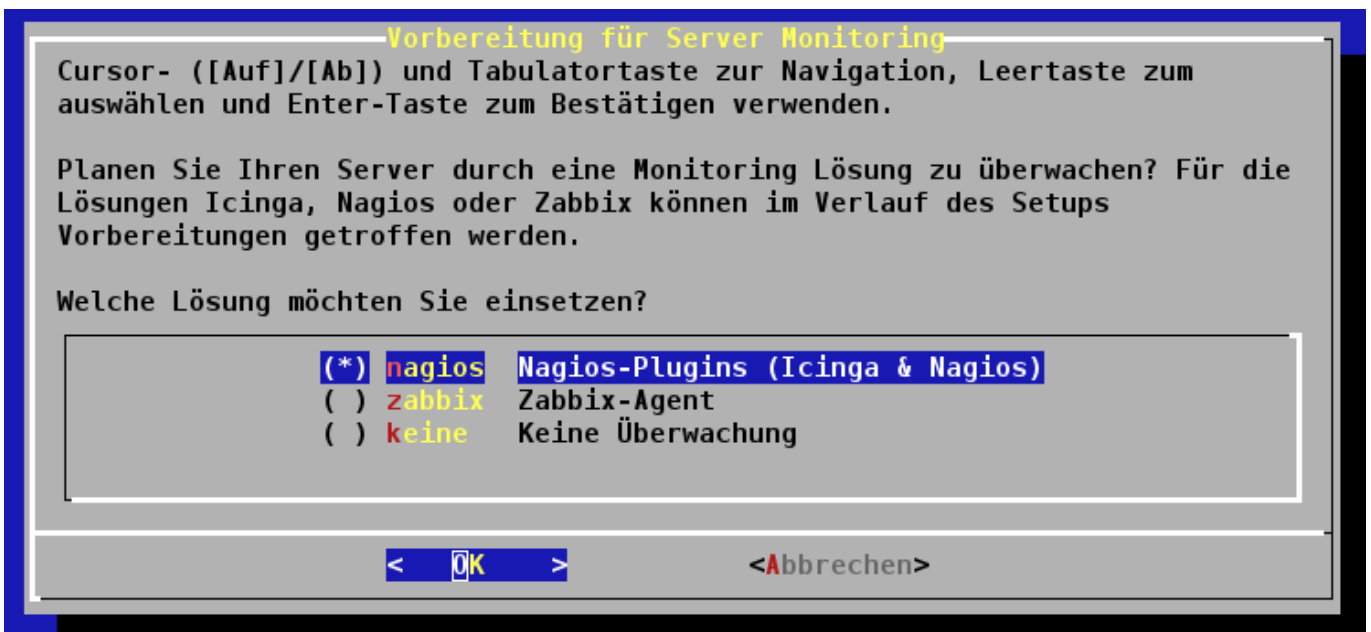 Vorbereitung für Server Monitoring
Cursor- ([Auf]/[Ab]) und Tabulatortaste zur Navigation, Leertaste zum
auswählen und Enter-Taste zum Bestätigen verwenden.
Planen Sie Ihren Server durch eine Monitoring Lösung zu überwachen? Für die
Lösungen Icinga, Nagios oder Zabbix können im Verlauf des Setups
Vorbereitungen getroffen werden.
Welche Lösung möchten Sie einsetzen?
(*) nagios Nagios-Plugins (Icinga & Nagios)
( ) zabbix Zabbix-Agent
( ) keine Keine Überwachung
< OK > <Abbrechen>